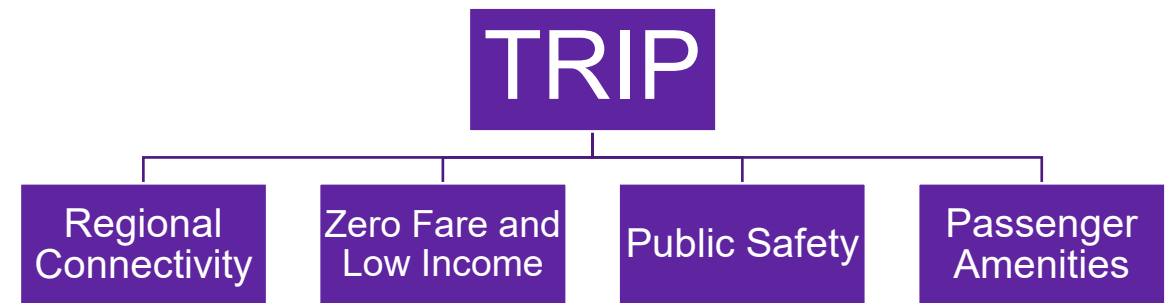 TRIP
Regional
Connectivity
Zero Fare and
Low Income
Public Safety
Passenger
Amenities